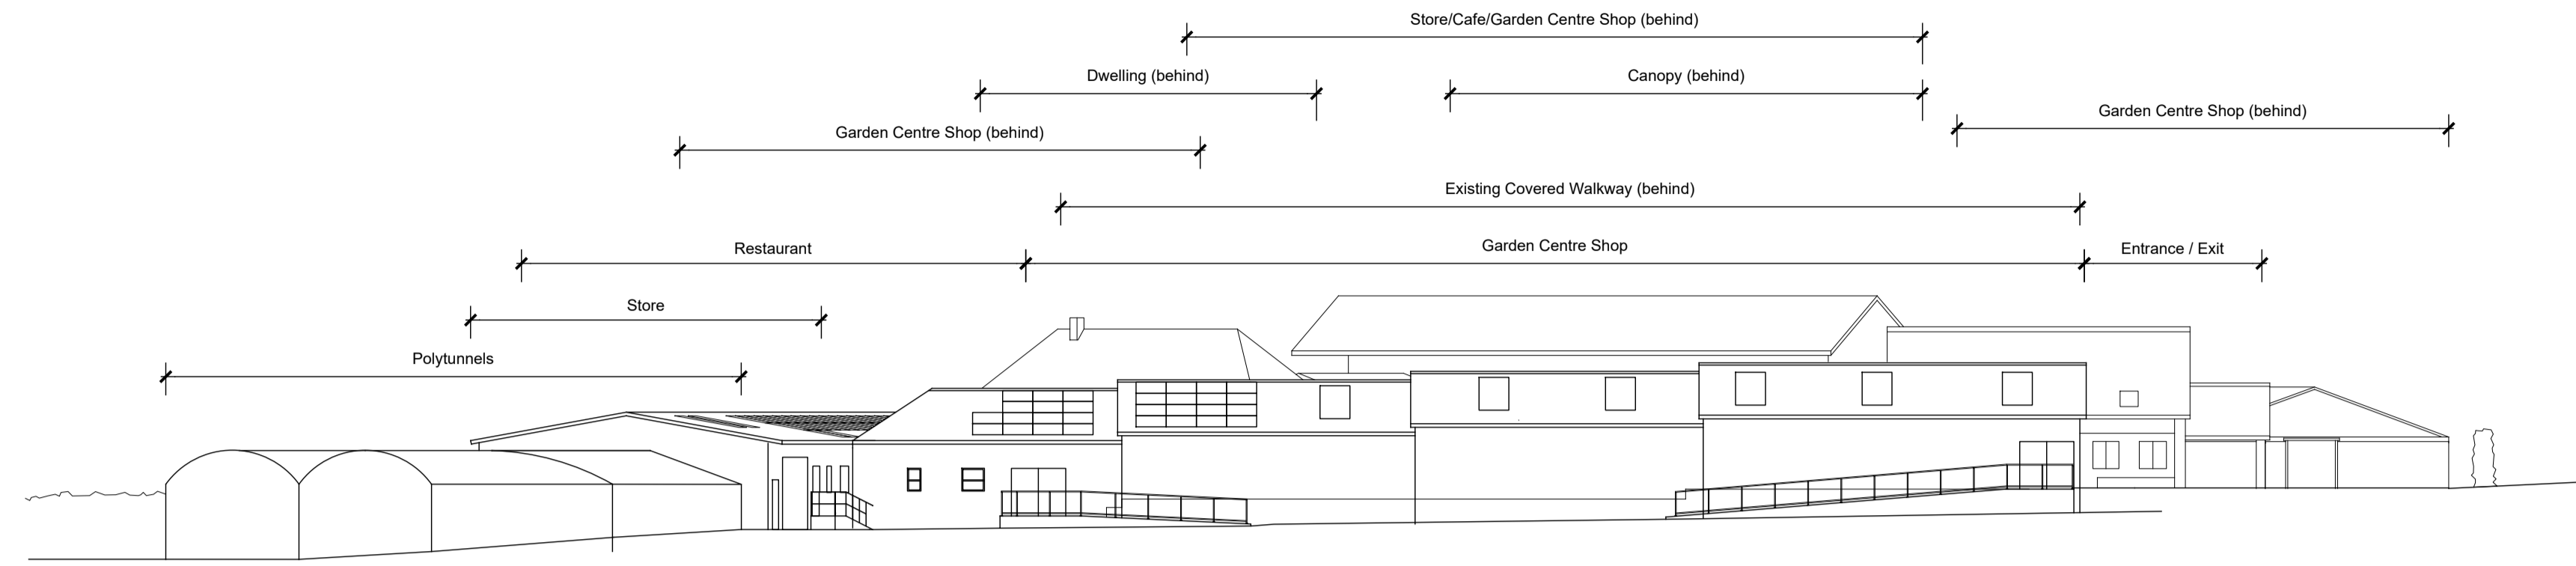 Store/Cafe/Garden Centre Shop (behind)
Dwelling (behind)
Canopy (behind)
Garden Centre Shop (behind)
Garden Centre Shop (behind)
Existing Covered Walkway (behind)
Restaurant
Garden Centre Shop
Entrance / Exit
Store
Polytunnels